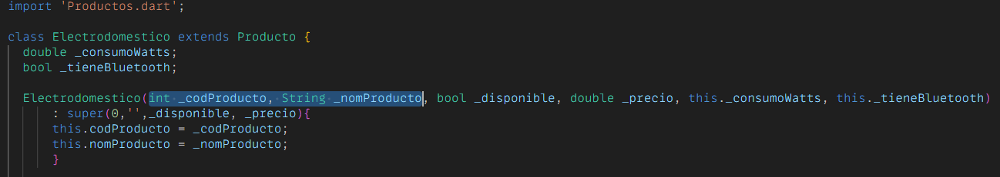 import 'Productos.dart';
class Electrodomestico extends Producto {
double _consumoWatts;
bool _tieneBluetooth;
Electrodomestico(int _codProducto, String _nomProducto, bool _disponible, double _precio, this._consumoWatts, this._tieneBluetooth)
: super(0,'',_disponible, _precio){
this.codProducto = _codProducto;
this.nomProducto = _nomProducto;
}